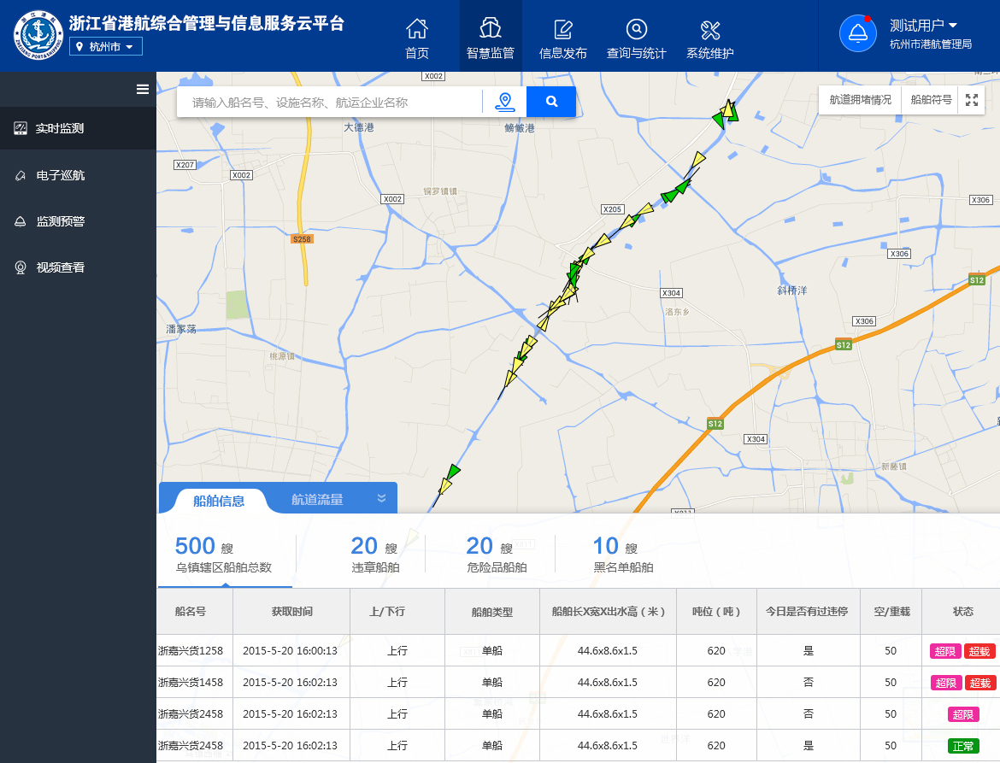 浙江省港航综合管理与信息服务云平台
杭州市
首页
智慧监管
信息发布
查询与统计
系统维护
测试用户
杭州市港航管理局
实时监测
电子巡航
监测预警
视频查看
请输入船名号、设施名称、航运企业名称
航道拥堵情况
船舶符号
X002
大德港
X207
X002
X002
X205
X306
S258
X306
S12
X304
斜桥洋
洛东乡
潘家荡
桃源镇
X306
S12
S12
X304
新塍镇
船舶信息
航道流量
500 艘
乌镇辖区船舶总数
20 艘
违章船舶
20 艘
危险品船舶
10 艘
黑名单船舶
船名号 获取时间 上/下行 船舶类型 船舶长X宽X出水高（米） 吨位（吨） 今日是否有过违停 空/重载 状态
浙嘉兴货1258 2015-5-20 16:00:13 上行 单船 44.6x8.6x1.5 620 是 50 超限 超载
浙嘉兴货1458 2015-5-20 16:02:13 上行 单船 44.6x8.6x1.5 620 否 50 超限 超载
浙嘉兴货2458 2015-5-20 16:02:13 上行 单船 44.6x8.6x1.5 620 否 50 超限
浙嘉兴货2458 2015-5-20 16:02:13 上行 单船 44.6x8.6x1.5 620 是 50 正常